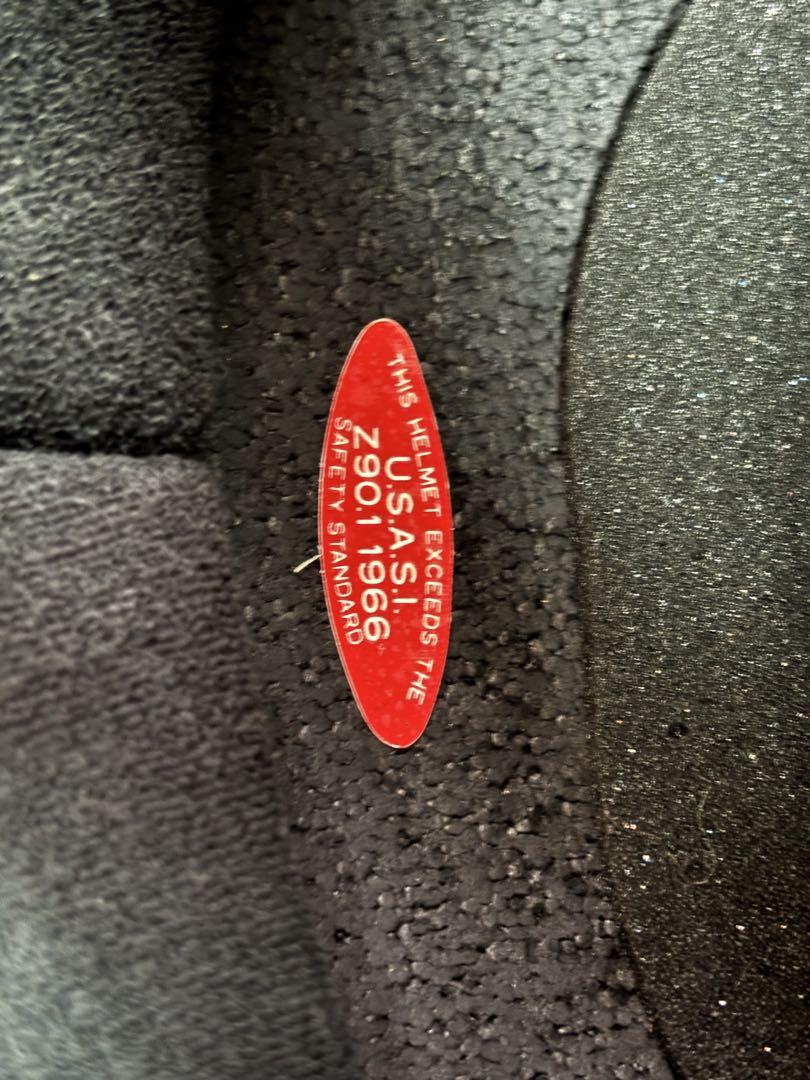 THIS HELMET EXCEEDS THE
U.S.A.S.I.
Z90.1 1966
SAFETY STANDARD